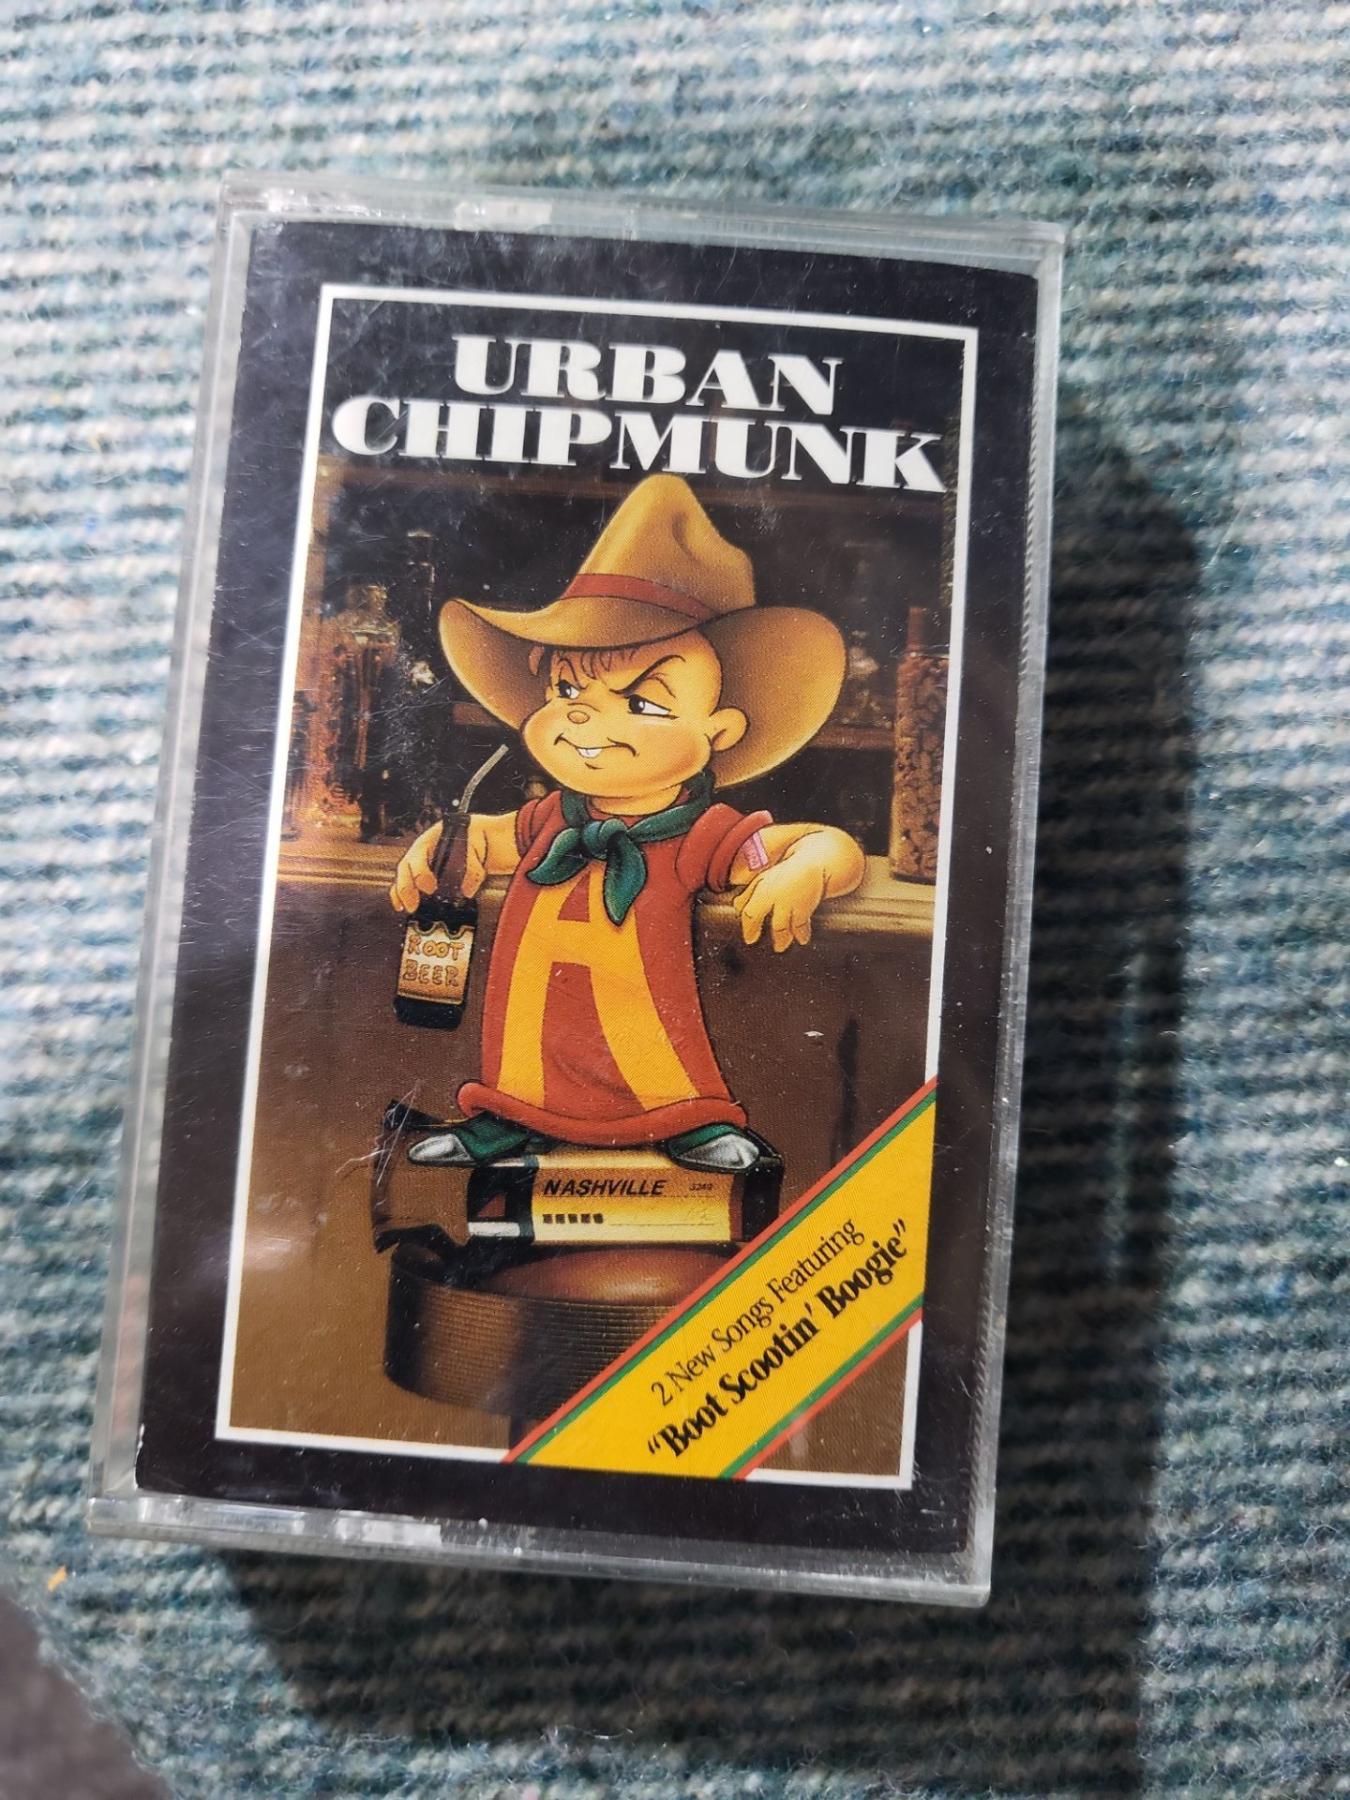 URBAN
CHIPMUNK
ROOT
BEER
A
NASHVILLE
2 New Songs Featuring
"Boot Scootin' Boogie"